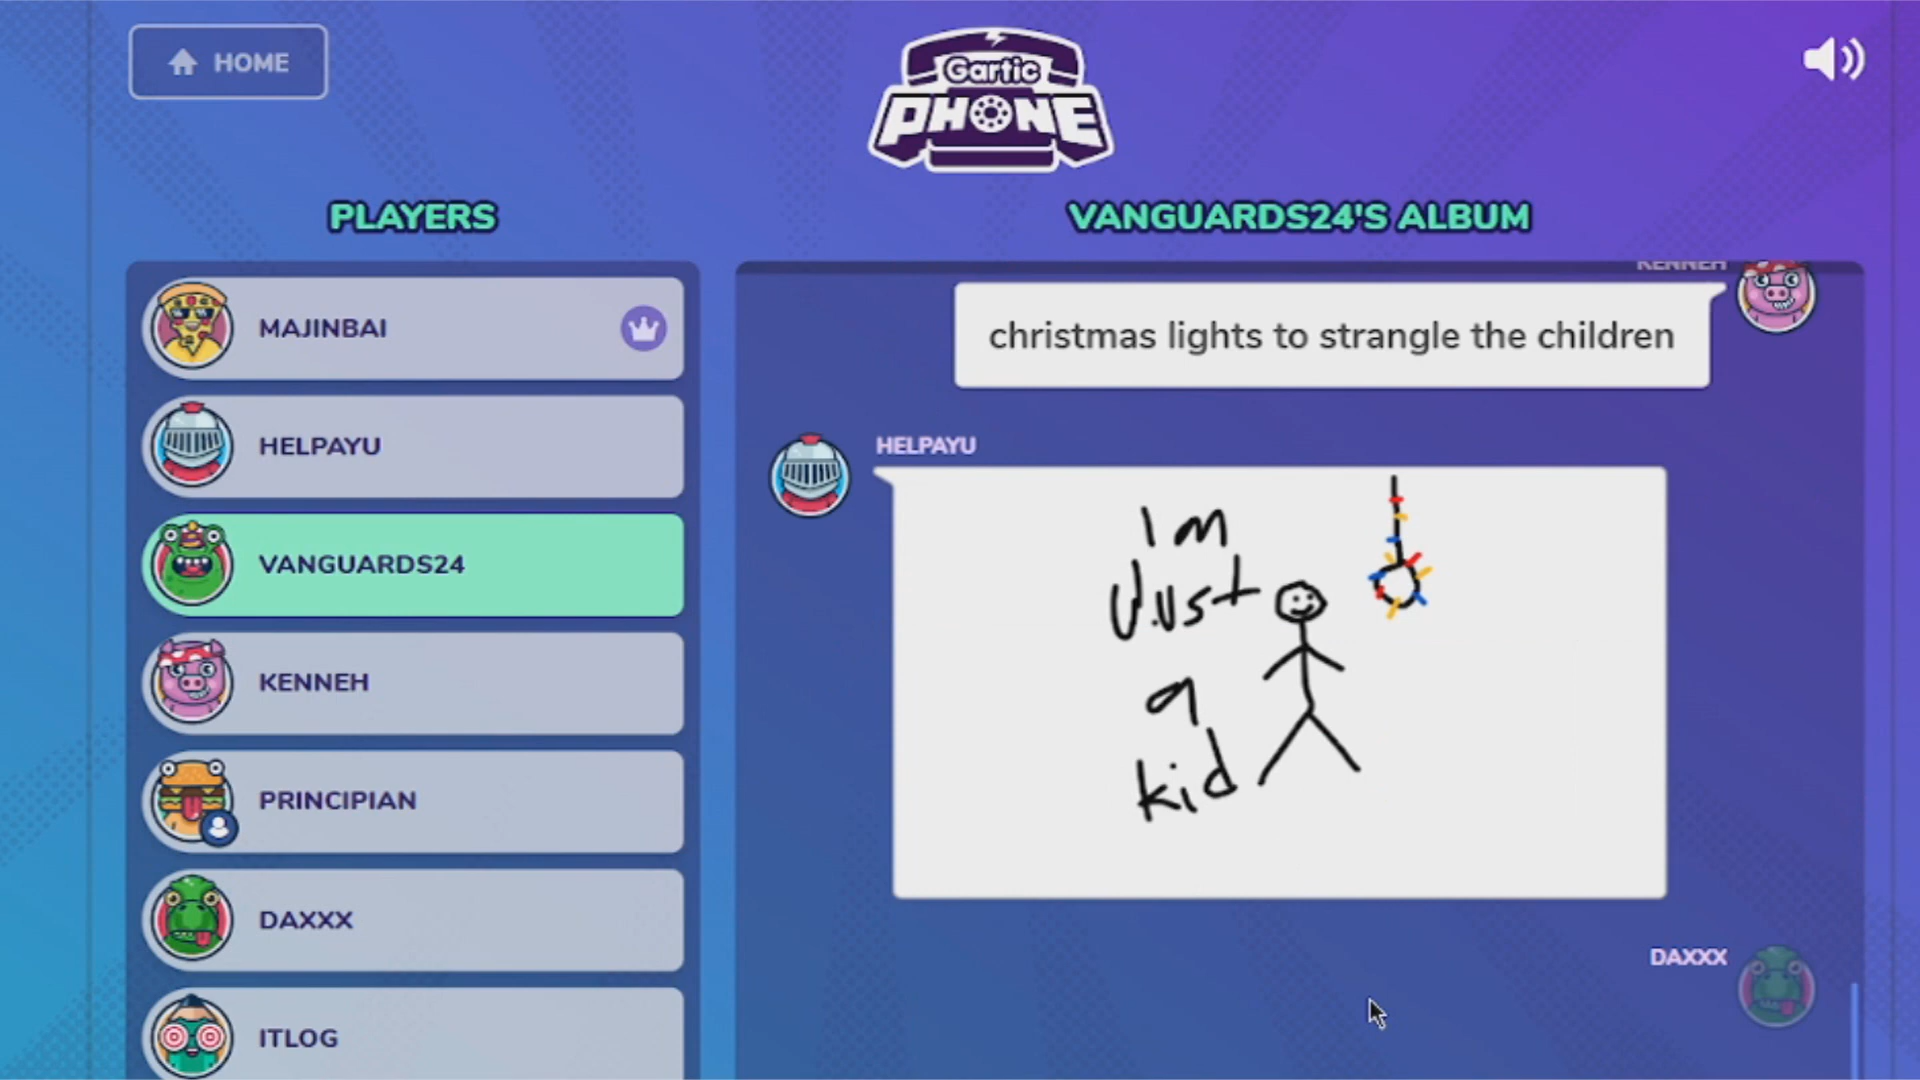 HOME
Gartic
PHONE
PLAYERS
VANGUARDS24'S ALBUM
MAJINBAI
HELPAYU
VANGUARDS24
KENNEH
PRINCIPIAN
DAXXX
ITLOG
KENNEH
christmas lights to strangle the children
HELPAYU
Im
Just
a
kid
DAXXX